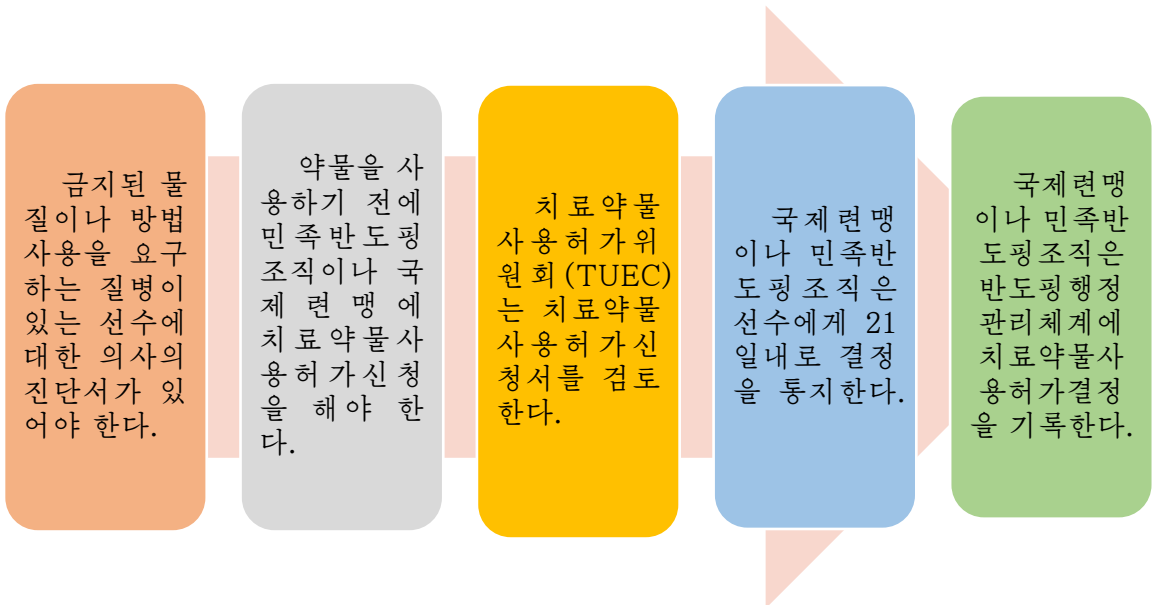 금지된 물
질이나 방법
사용을 요구
하는 질병이
있는 선수에
대한 의사의
진단서가 있
어야 한다.
약물을 사
용하기 전에
민족반도핑
조직이나 국
제련맹에
치료약물사
용허가신청
을 해야 한
다.
치료약물
사용허가위
원회(TUEC)
는 치료약물
사용허가신
청서를 검토
한다.
국제련맹
이나 민족반
도핑조직은
선수에게 21
일내로 결정
을 통지한다.
국제련맹
이나 민족반
도핑조직은
반도핑행정
관리체계에
치료약물사
용허가결정
을 기록한다.